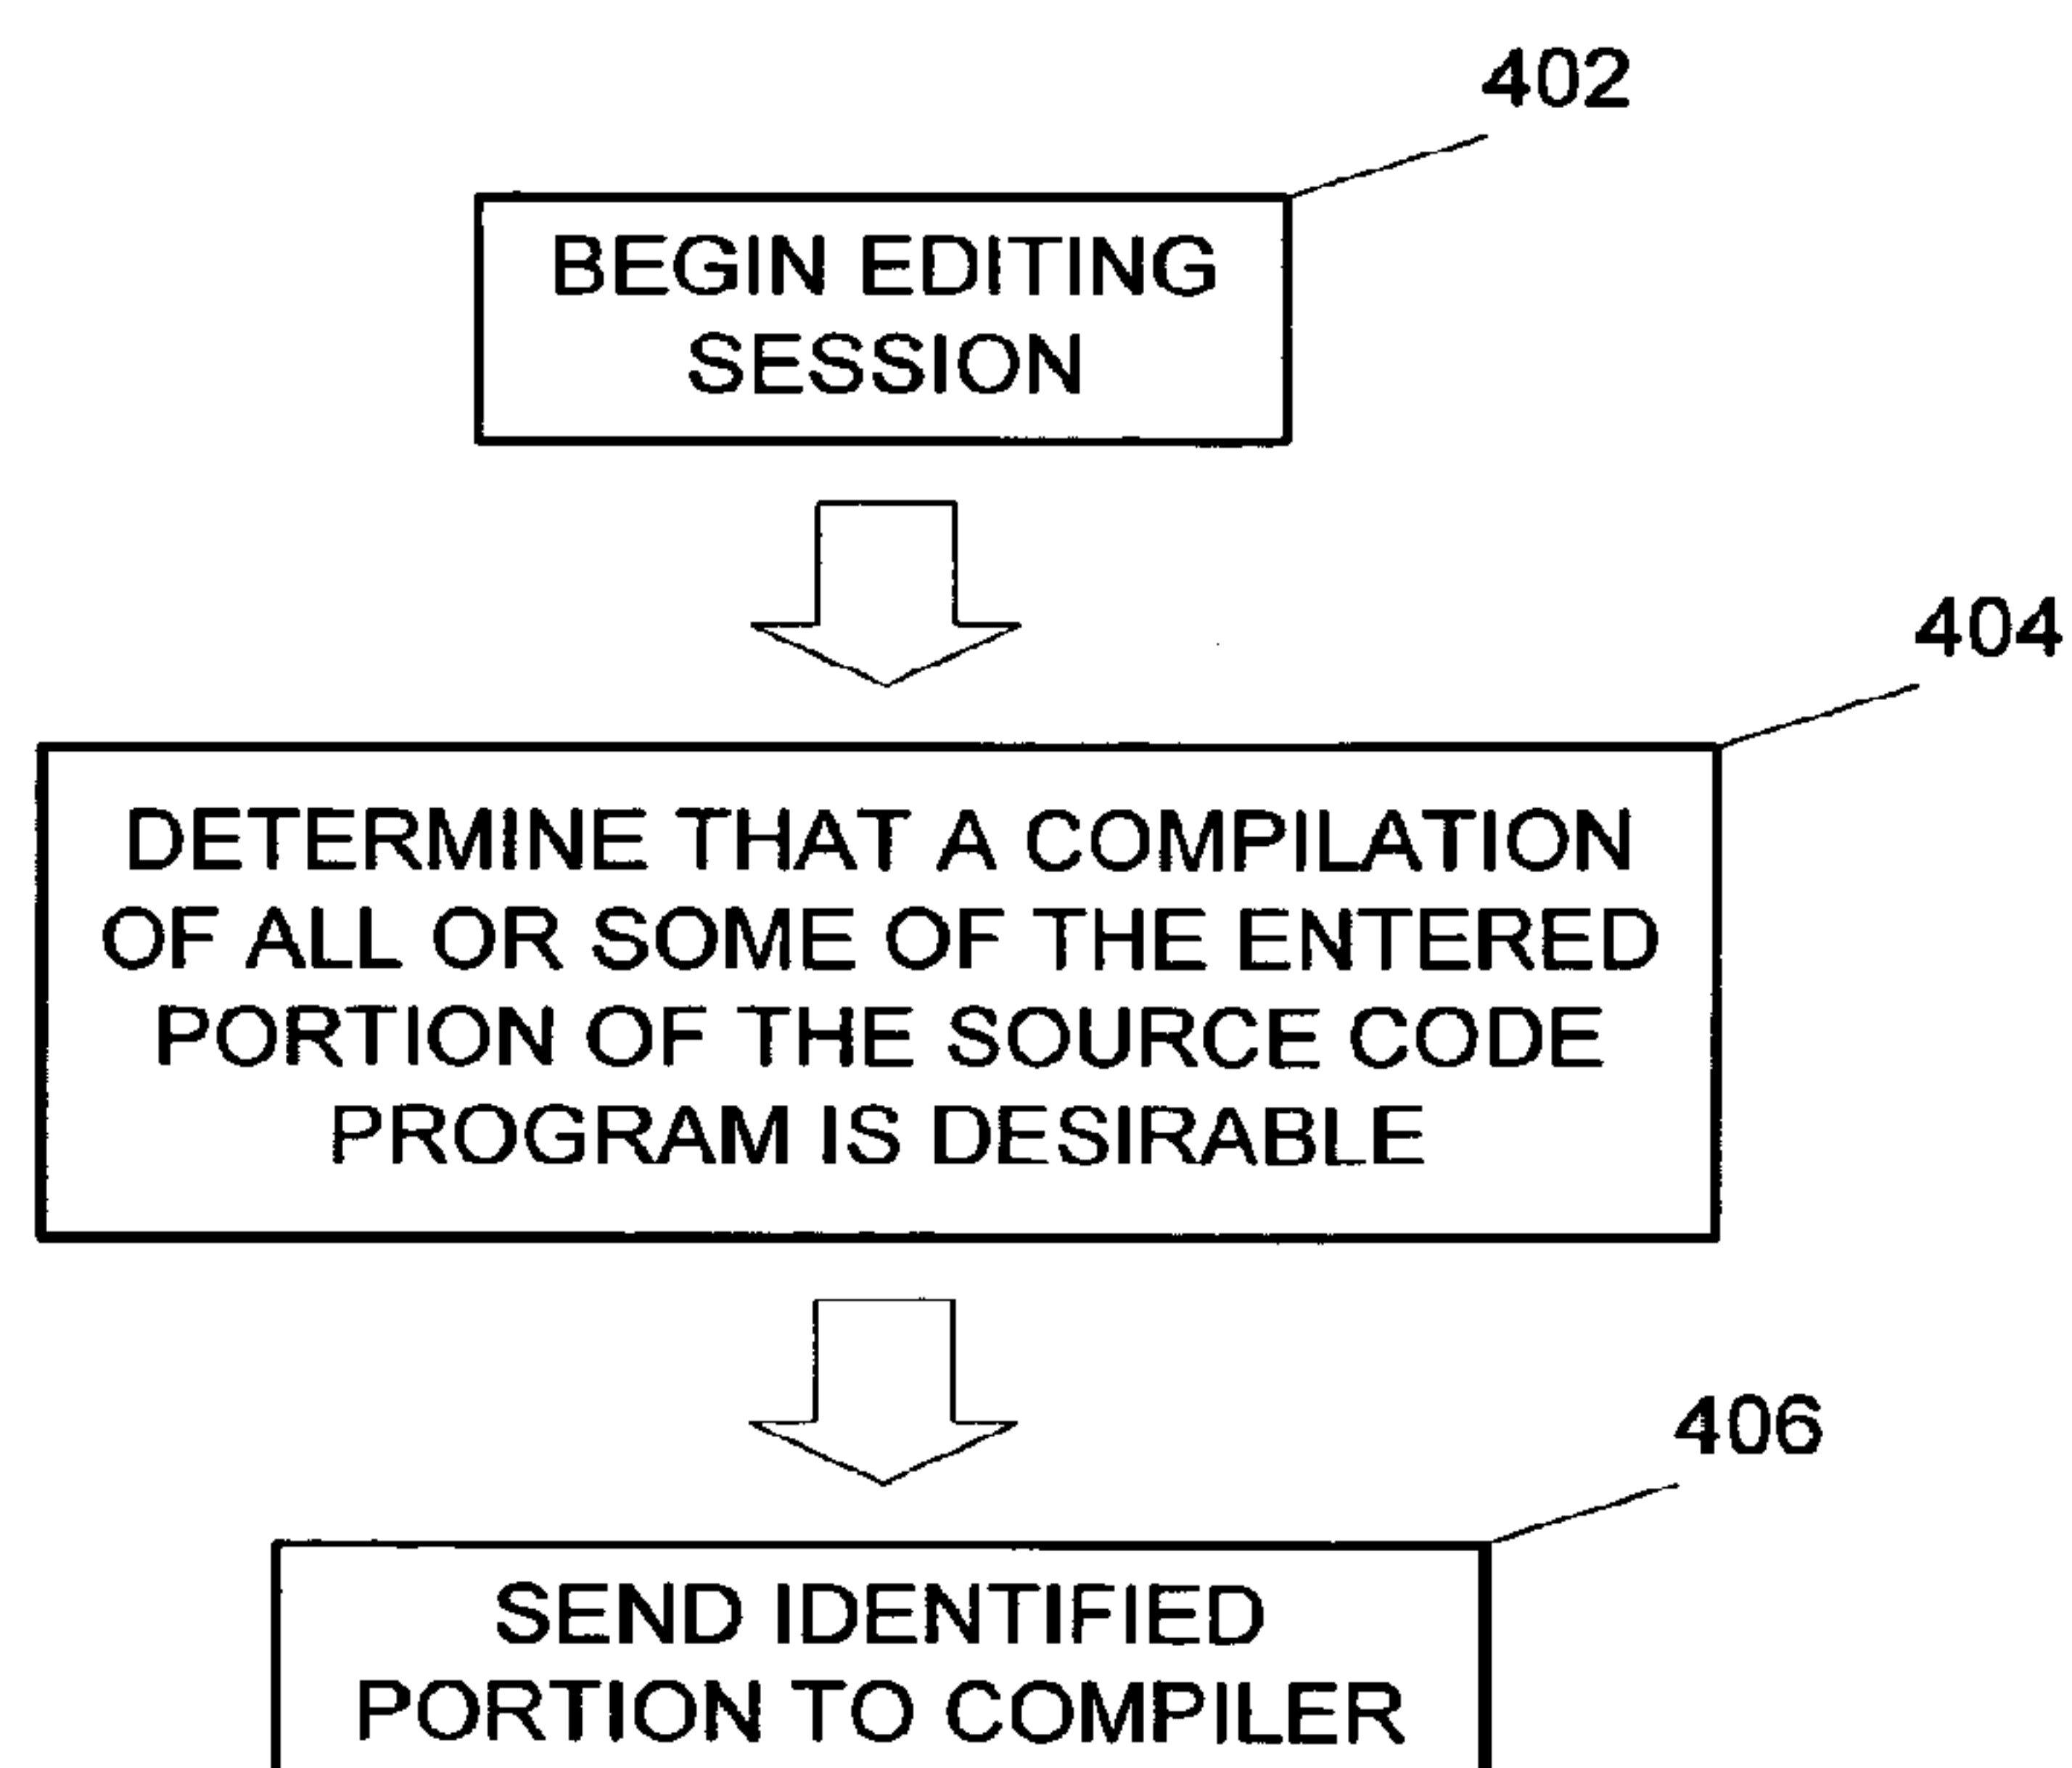 402
BEGIN EDITING
SESSION
404
DETERMINE THAT A COMPILATION
OF ALL OR SOME OF THE ENTERED
PORTION OF THE SOURCE CODE
PROGRAM IS DESIRABLE
406
SEND IDENTIFIED
PORTION TO COMPILER